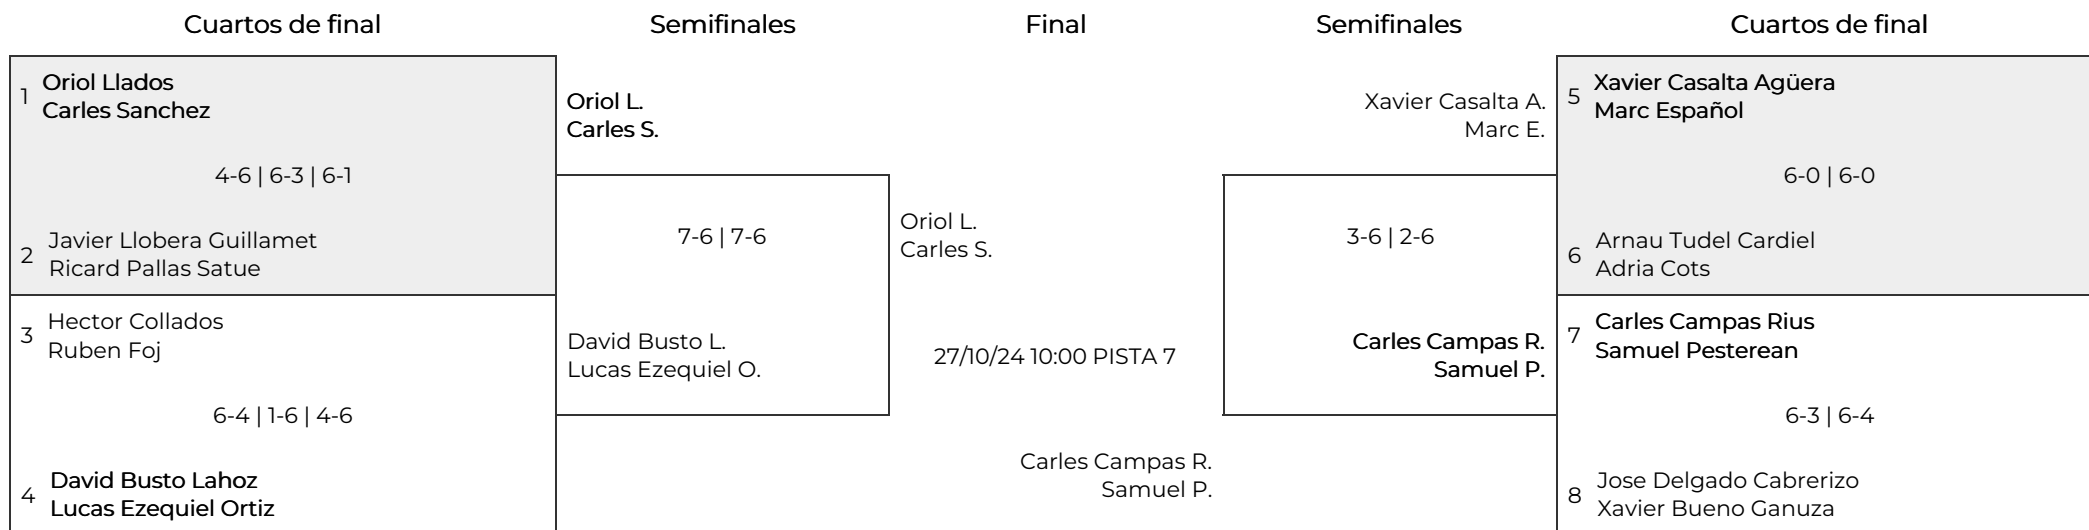 Cuartos de final
Semifinales
Final
Semifinales
Cuartos de final
1
Oriol Llados
Carles Sanchez
4-6 | 6-3 | 6-1
2
Javier Llobera Guillamet
Ricard Pallas Satue
3
Hector Collados
Ruben Foj
6-4 | 1-6 | 4-6
4
David Busto Lahoz
Lucas Ezequiel Ortiz
Oriol L.
Carles S.
7-6 | 7-6
David Busto L.
Lucas Ezequiel O.
Oriol L.
Carles S.
27/10/24 10:00 PISTA 7
Carles Campas R.
Samuel P.
Xavier Casalta A.
Marc E.
3-6 | 2-6
Carles Campas R.
Samuel P.
5
Xavier Casalta Agüera
Marc Español
6-0 | 6-0
6
Arnau Tudel Cardiel
Adria Cots
7
Carles Campas Rius
Samuel Pesterean
6-3 | 6-4
8
Jose Delgado Cabrerizo
Xavier Bueno Ganuza